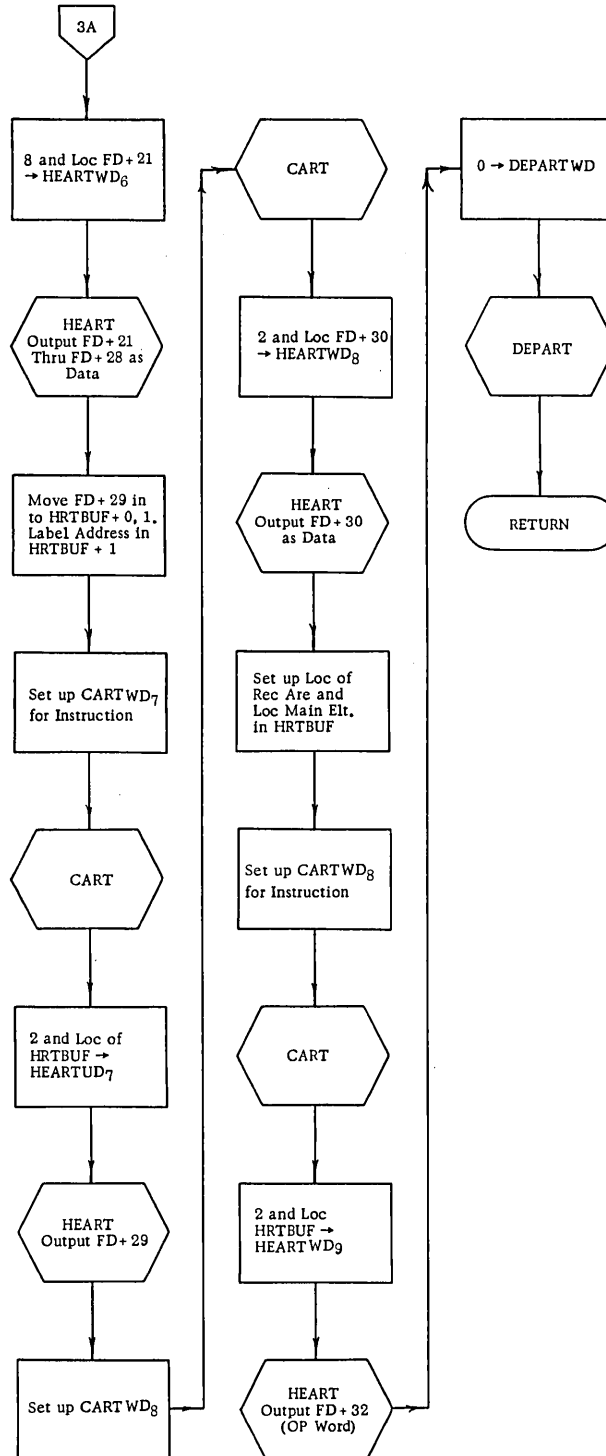 3A
8 and Loc FD+21
→ HEARTWD6
HEART
Output FD+21
Thru FD+28 as
Data
Move FD+29 in
to HRTBUF+0, 1.
Label Address in
HRTBUF + 1
Set up CARTWD7
for Instruction
CART
2 and Loc of
HRTBUF →
HEARTUD7
HEART
Output FD+29
Set up CARTWD8
CART
2 and Loc FD+30
→ HEARTWD8
HEART
Output FD+30
as Data
Set up Loc of
Rec Are and
Loc Main Elt.
in HRTBUF
Set up CARTWD8
for Instruction
CART
2 and Loc
HRTBUF →
HEARTWD9
HEART
Output FD+32
(OP Word)
0 → DEPARTWD
DEPART
RETURN